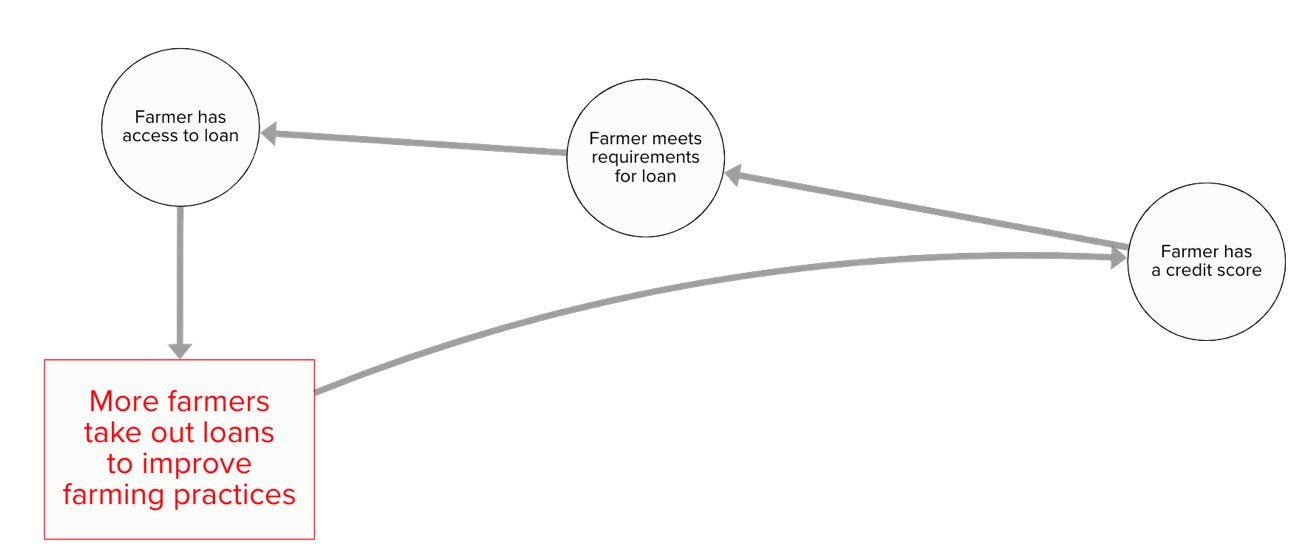 Farmer has
access to loan
Farmer meets
requirements
for loan
Farmer has
a credit score
More farmers
take out loans
to improve
farming practices